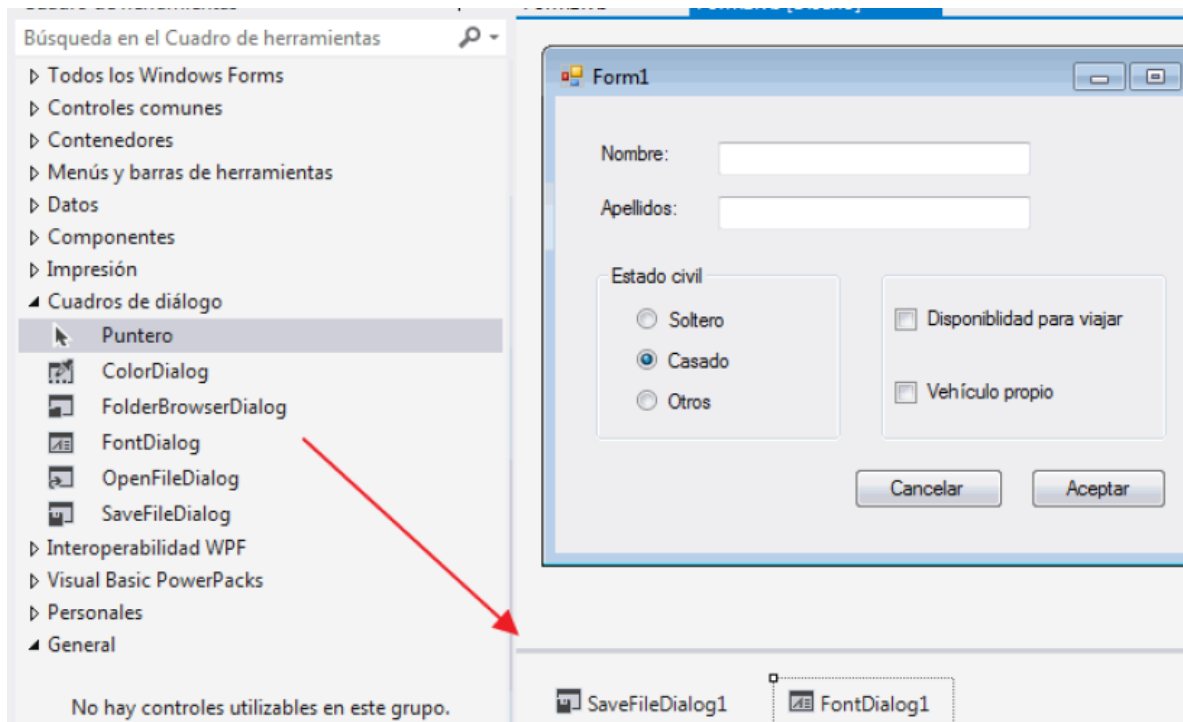 Búsqueda en el Cuadro de herramientas
Todos los Windows Forms
Controles comunes
Contenedores
Menús y barras de herramientas
Datos
Componentes
Impresión
Cuadros de diálogo
Puntero
ColorDialog
FolderBrowserDialog
FontDialog
OpenFileDialog
SaveFileDialog
Interoperabilidad WPF
Visual Basic PowerPacks
Personales
General
No hay controles utilizables en este grupo.
Form1
Nombre:
Apellidos:
Estado civil
Soltero
Casado
Otros
Disponiblidad para viajar
Vehículo propio
Cancelar
Aceptar
SaveFileDialog1
FontDialog1